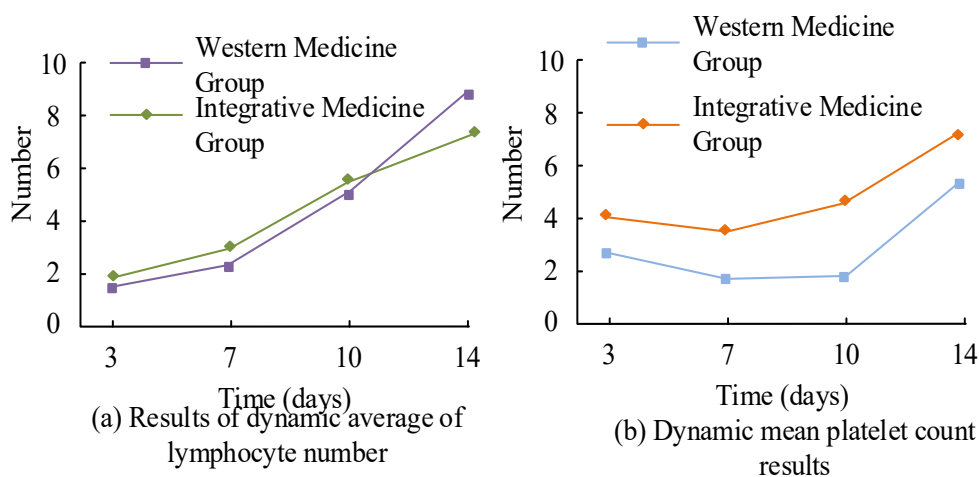 Western Medicine
Group
Integrative Medicine
Group
Number
10
8
6
4
2
0
3 7 10 14
Time (days)
(a) Results of dynamic average of
lymphocyte number
Western Medicine
Group
Integrative Medicine
Group
Number
10
8
6
4
2
0
3 7 10 14
Time (days)
(b) Dynamic mean platelet count
results